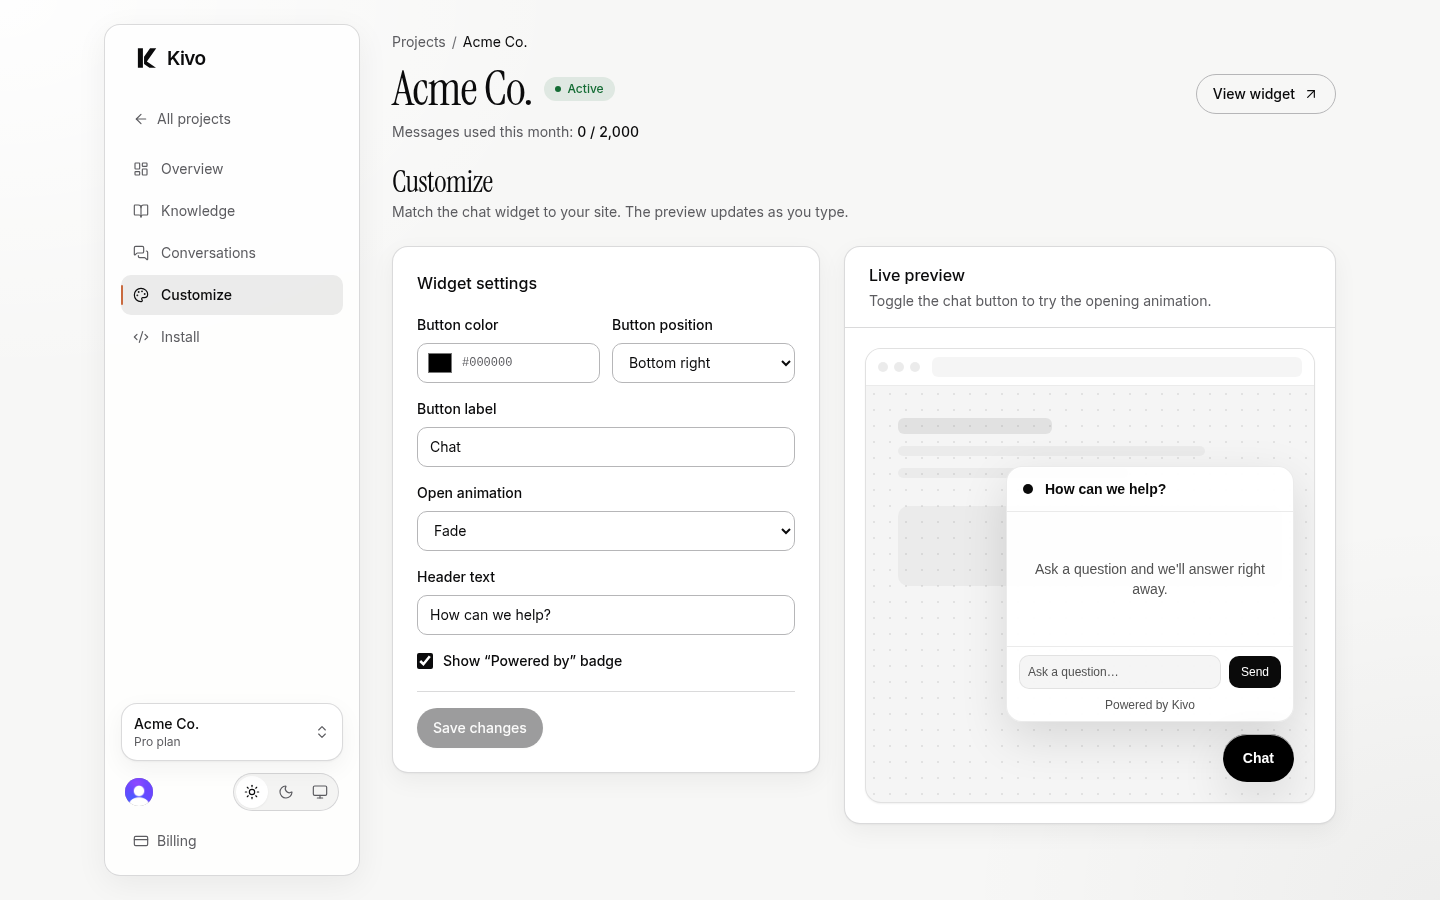 Kivo
All projects
Overview
Knowledge
Conversations
Customize
Install
Acme Co.
Pro plan
Billing
Projects / Acme Co.
Acme Co.
Active
Messages used this month: 0 / 2,000
View widget
Customize
Match the chat widget to your site. The preview updates as you type.
Widget settings
Button color
Button position
#000000
Bottom right
Button label
Chat
Open animation
Fade
Header text
How can we help?
Show “Powered by” badge
Save changes
Live preview
Toggle the chat button to try the opening animation.
How can we help?
Ask a question and we'll answer right
away.
Ask a question…
Send
Powered by Kivo
Chat